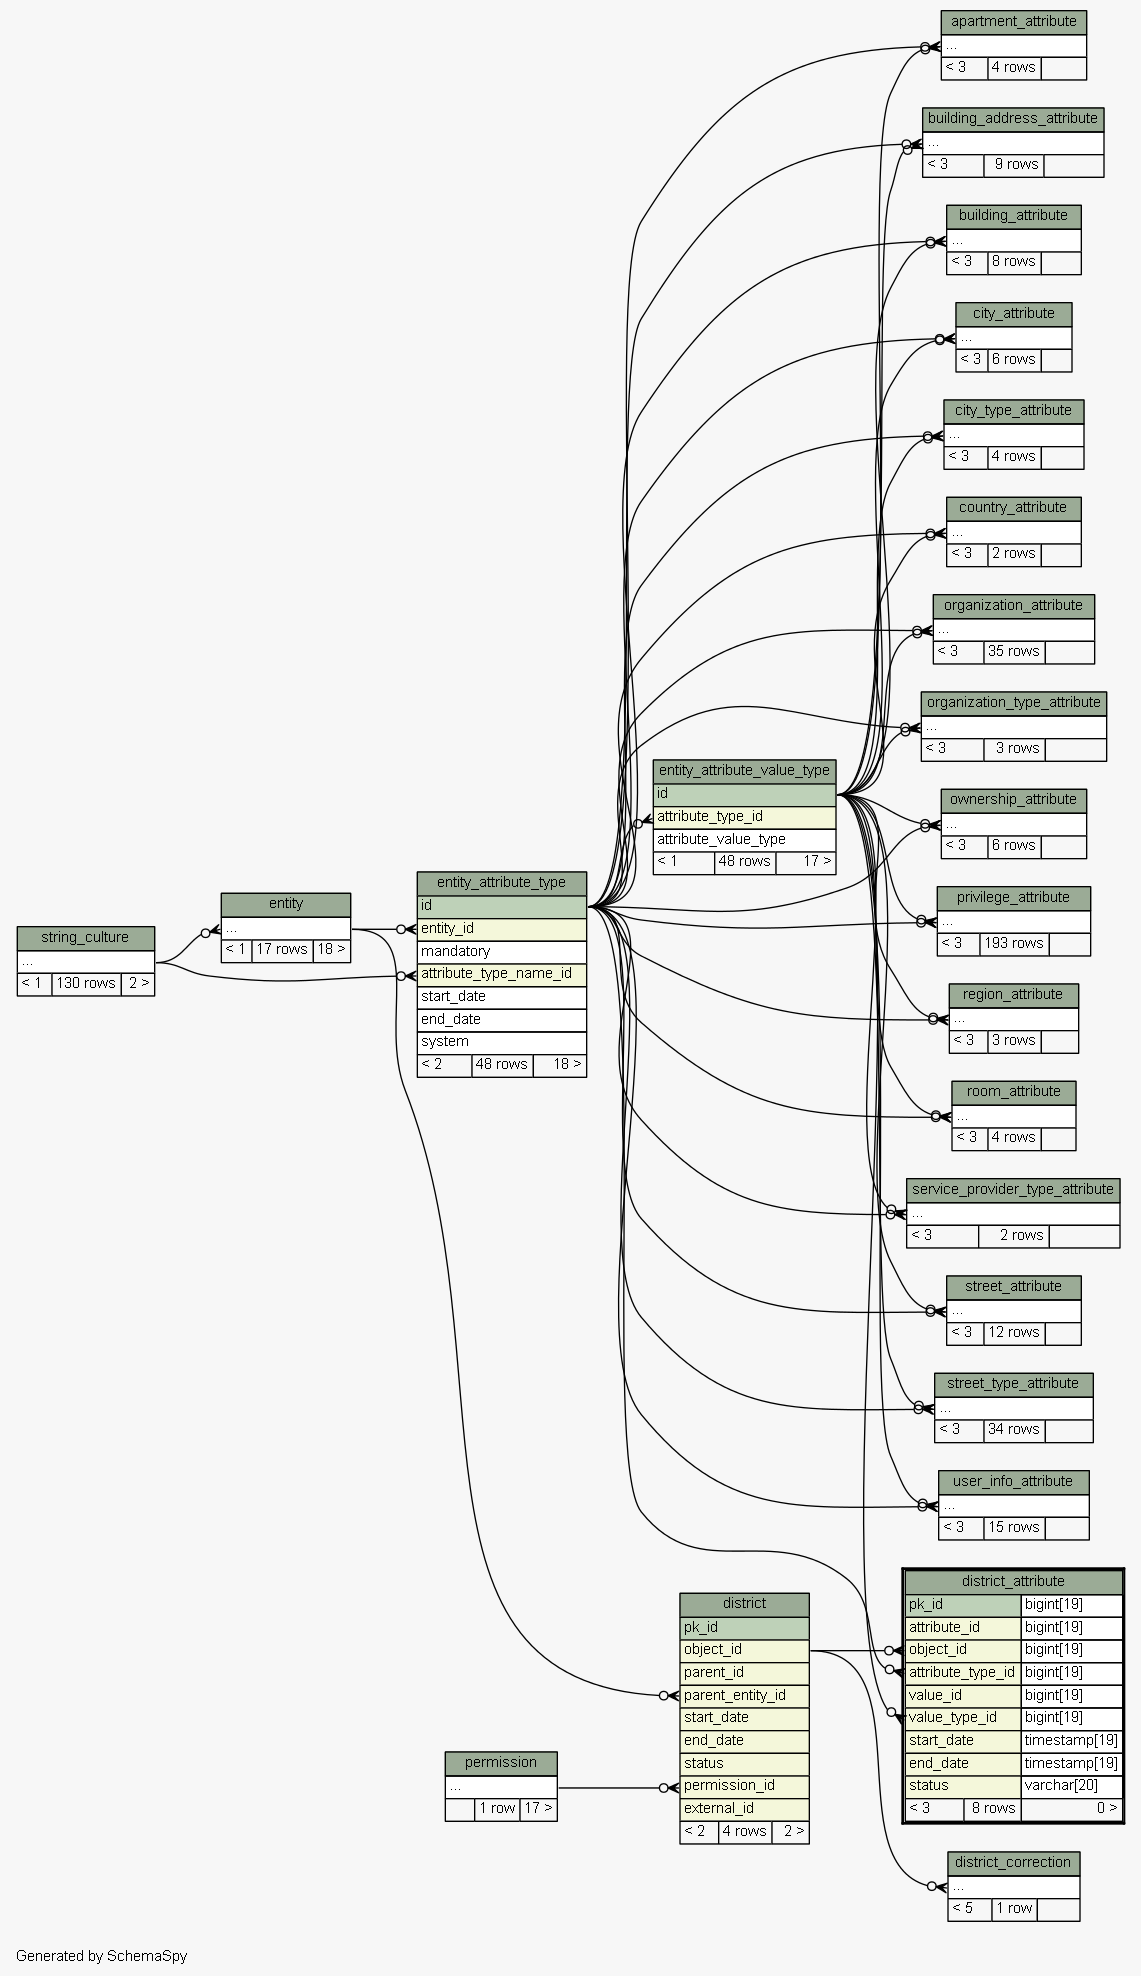 apartment_attribute
...
< 3 4 rows
building_address_attribute
...
< 3 9 rows
building_attribute
...
< 3 8 rows
city_attribute
...
< 3 6 rows
city_type_attribute
...
< 3 4 rows
country_attribute
...
< 3 2 rows
organization_attribute
...
< 3 35 rows
organization_type_attribute
...
< 3 3 rows
entity_attribute_value_type
id
attribute_type_id
attribute_value_type
< 1 48 rows 17 >
ownership_attribute
...
< 3 6 rows
entity_attribute_type
id
entity_id
mandatory
attribute_type_name_id
start_date
end_date
system
< 2 48 rows 18 >
entity
...
< 1 17 rows 18 >
string_culture
...
< 1 130 rows 2 >
privilege_attribute
...
< 3 193 rows
region_attribute
...
< 3 3 rows
room_attribute
...
< 3 4 rows
service_provider_type_attribute
...
< 3 2 rows
street_attribute
...
< 3 12 rows
street_type_attribute
...
< 3 34 rows
user_info_attribute
...
< 3 15 rows
district_attribute
pk_id bigint[19]
attribute_id bigint[19]
object_id bigint[19]
attribute_type_id bigint[19]
value_id bigint[19]
value_type_id bigint[19]
start_date timestamp[19]
end_date timestamp[19]
status varchar[20]
< 3 8 rows 0 >
district
pk_id
object_id
parent_id
parent_entity_id
start_date
end_date
status
permission_id
external_id
< 2 4 rows 2 >
permission
...
1 row 17 >
district_correction
...
< 5 1 row
Generated by SchemaSpy